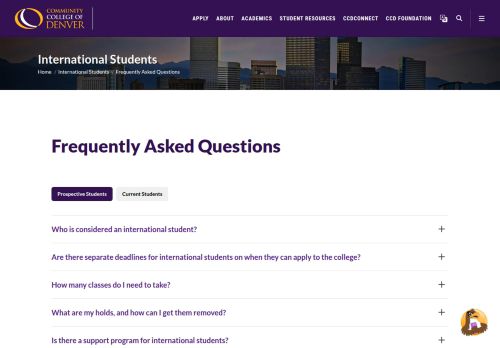 COMMUNITY
COLLEGE OF
DENVER
APPLY ABOUT ACADEMICS STUDENT RESOURCES CCDCONNECT CCD FOUNDATION
International Students
Home / International Students / Frequently Asked Questions
Frequently Asked Questions
Prospective Students Current Students
Who is considered an international student?
Are there separate deadlines for international students on when they can apply to the college?
How many classes do I need to take?
What are my holds, and how can I get them removed?
Is there a support program for international students?